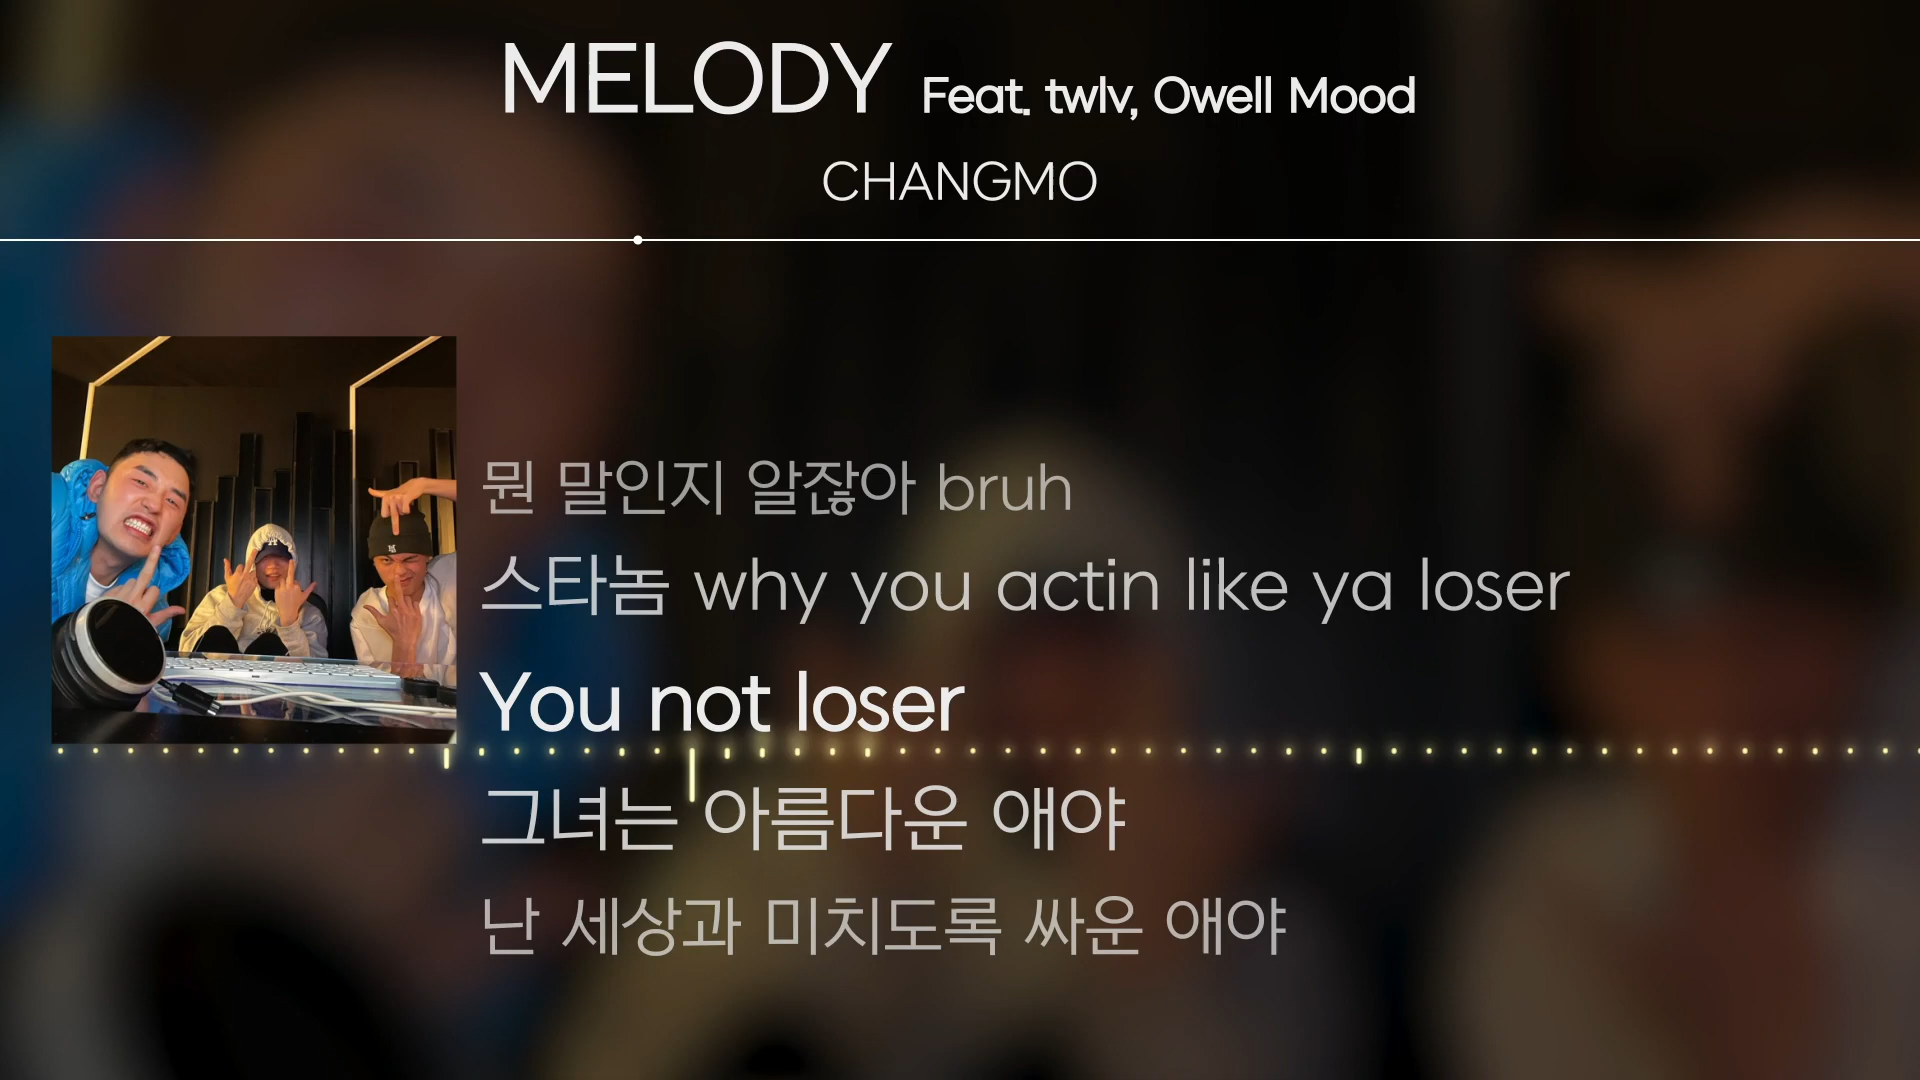 MELODY Feat. twlv, Owell Mood
CHANGMO
뭔 말인지 알잖아 bruh
스타놈 why you actin like ya loser
You not loser
그녀는 아름다운 애야
난 세상과 미치도록 싸운 애야